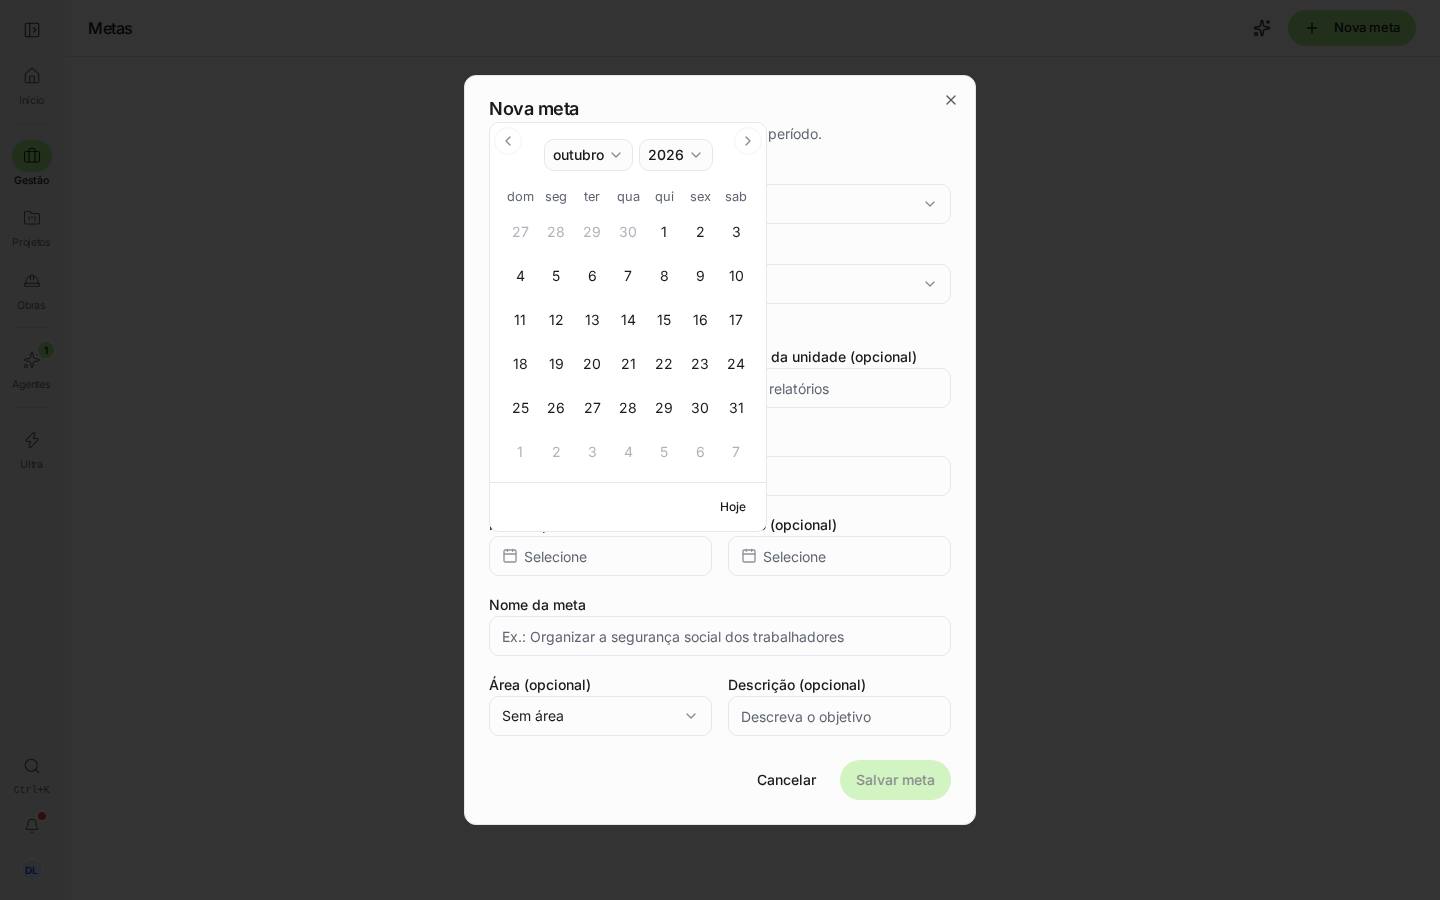 Metas
Nova meta
Início
Gestão
Projetos
Obras
1
Agentes
Ultra
Ctrl+K
DL
Nova meta
período.
outubro
2026
dom seg ter qua qui sex sab
27 28 29 30 1 2 3
4 5 6 7 8 9 10
11 12 13 14 15 16 17
18 19 20 21 22 23 24
25 26 27 28 29 30 31
1 2 3 4 5 6 7
Hoje
da unidade (opcional)
relatórios
(opcional)
Selecione
Selecione
Nome da meta
Ex.: Organizar a segurança social dos trabalhadores
Área (opcional)
Descrição (opcional)
Sem área
Descreva o objetivo
Cancelar
Salvar meta